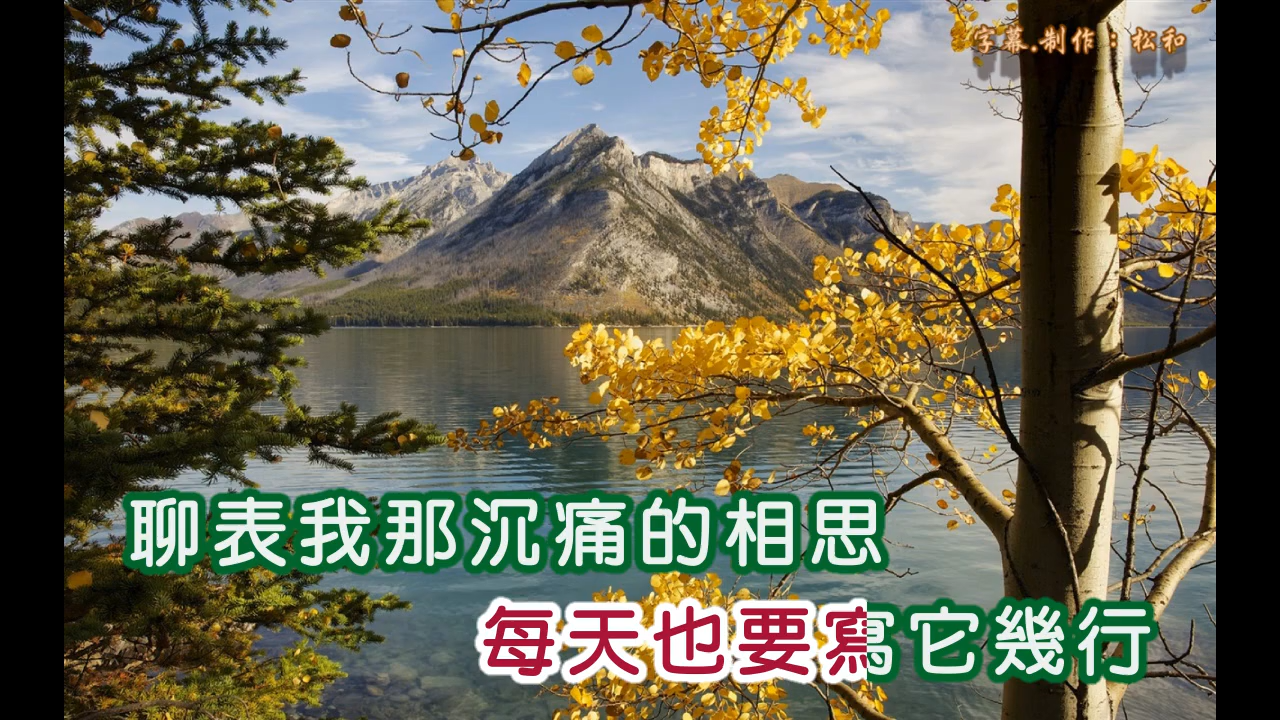 字幕.制作：松和
聊表我那沉痛的相思
每天也要寫它幾行